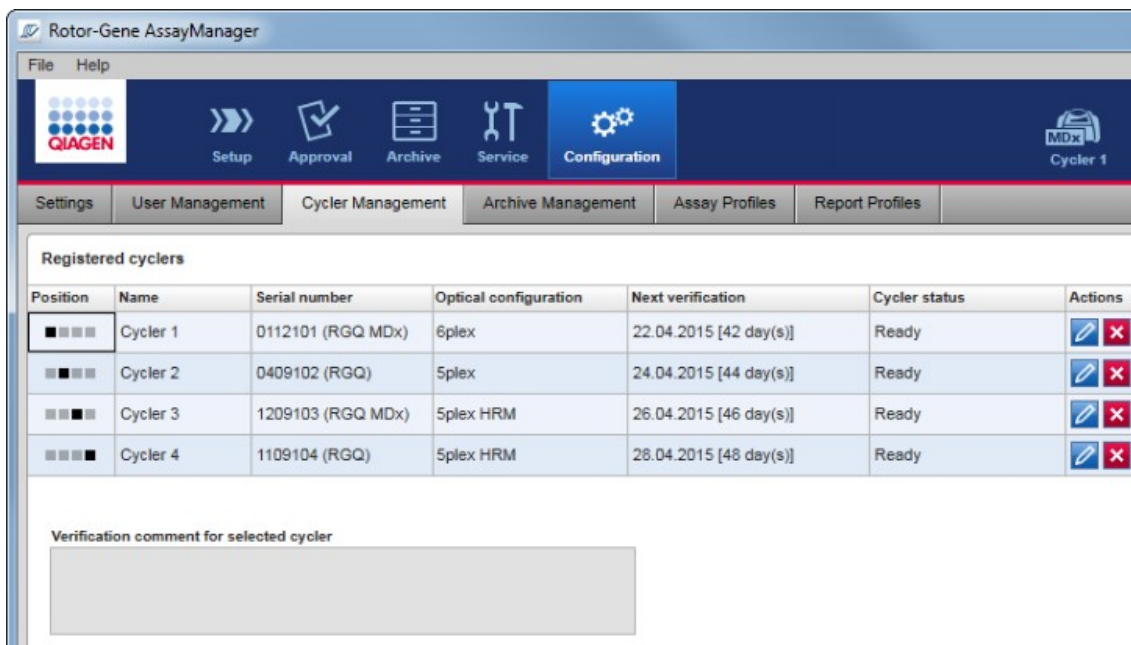 Rotor-Gene AssayManager
File Help
QIAGEN
Setup Approval Archive Service Configuration MDx Cycler 1
Settings User Management Cycler Management Archive Management Assay Profiles Report Profiles
Registered cyclers
Position Name Serial number Optical configuration Next verification Cycler status Actions
Cycler 1 0112101 (RGQ MDx) 6plex 22.04.2015 [42 day(s)] Ready
Cycler 2 0409102 (RGQ) 5plex 24.04.2015 [44 day(s)] Ready
Cycler 3 1209103 (RGQ MDx) 5plex HRM 26.04.2015 [46 day(s)] Ready
Cycler 4 1109104 (RGQ) 5plex HRM 28.04.2015 [48 day(s)] Ready
Verification comment for selected cycler